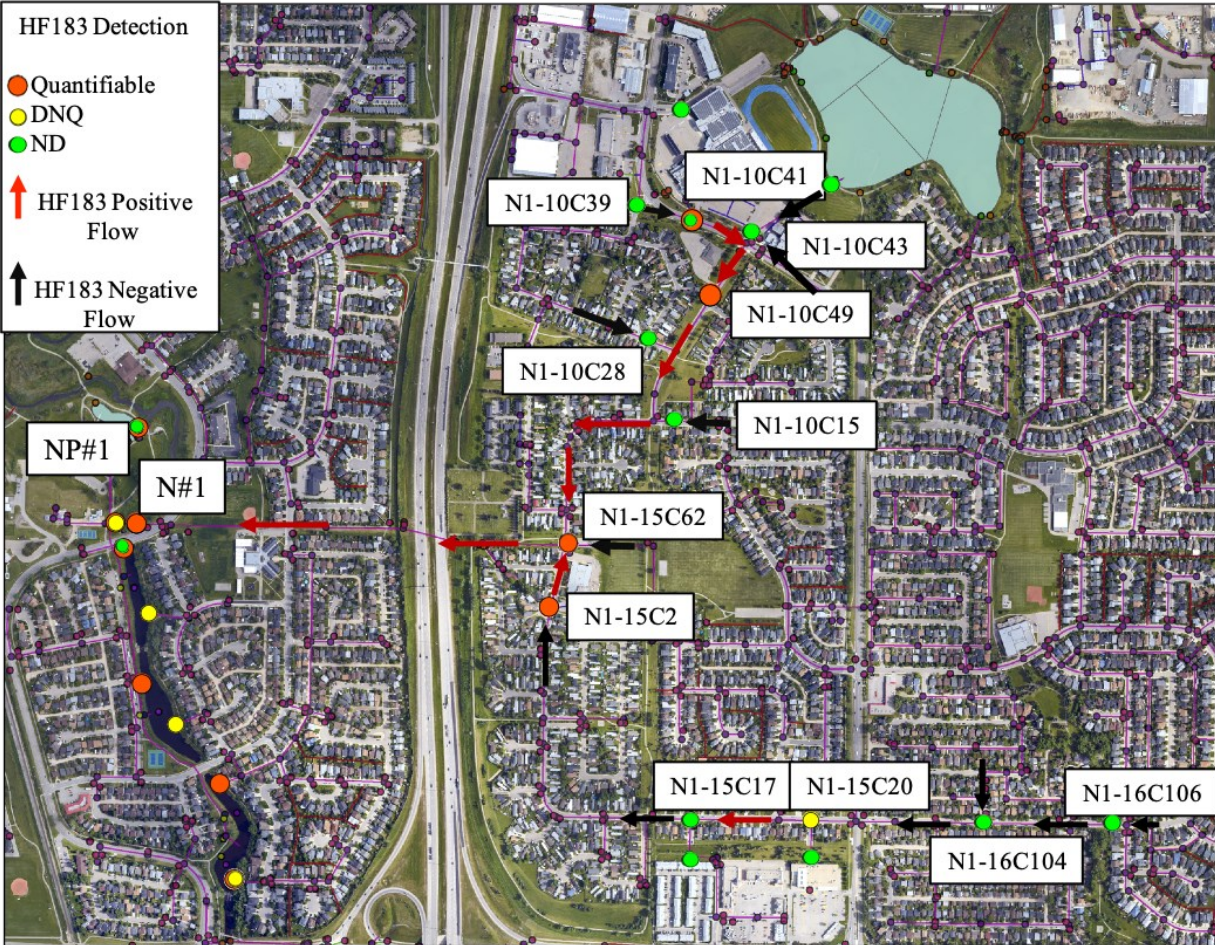 HF183 Detection
Quantifiable
DNQ
ND
HF183 Positive
Flow
HF183 Negative
Flow
N1-10C41
N1-10C39
N1-10C43
N1-10C49
N1-10C28
N1-10C15
NP#1
N#1
N1-15C62
N1-15C2
N1-15C17
N1-15C20
N1-16C106
N1-16C104